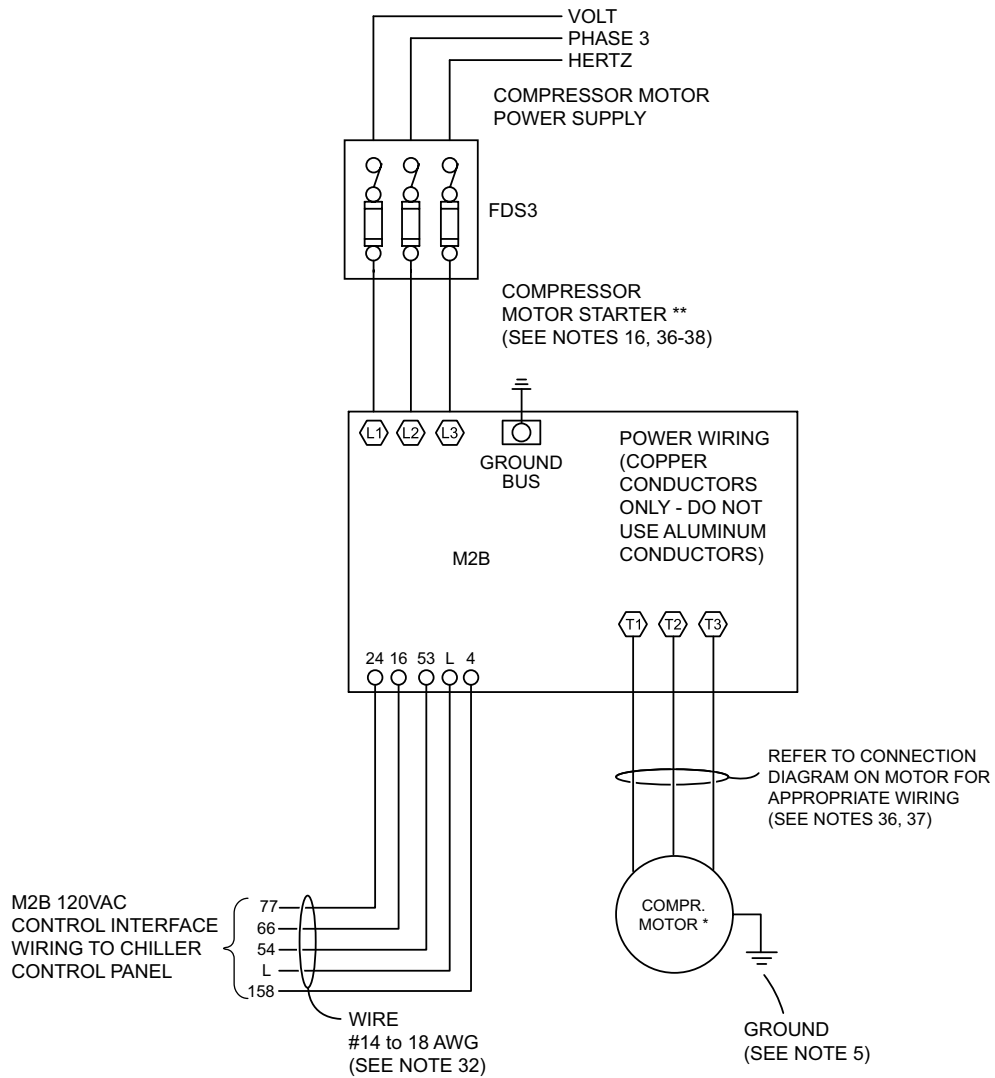 VOLT
PHASE 3
HERTZ
COMPRESSOR MOTOR
POWER SUPPLY
FDS3
COMPRESSOR
MOTOR STARTER **
(SEE NOTES 16, 36-38)
L1 L2 L3
GROUND
BUS
POWER WIRING
(COPPER
CONDUCTORS
ONLY - DO NOT
USE ALUMINUM
CONDUCTORS)
M2B
T1 T2 T3
24 16 53 L 4
REFER TO CONNECTION
DIAGRAM ON MOTOR FOR
APPROPRIATE WIRING
(SEE NOTES 36, 37)
M2B 120VAC
CONTROL INTERFACE
WIRING TO CHILLER
CONTROL PANEL
77
66
54
L
158
COMPR.
MOTOR *
WIRE
#14 to 18 AWG
(SEE NOTE 32)
GROUND
(SEE NOTE 5)